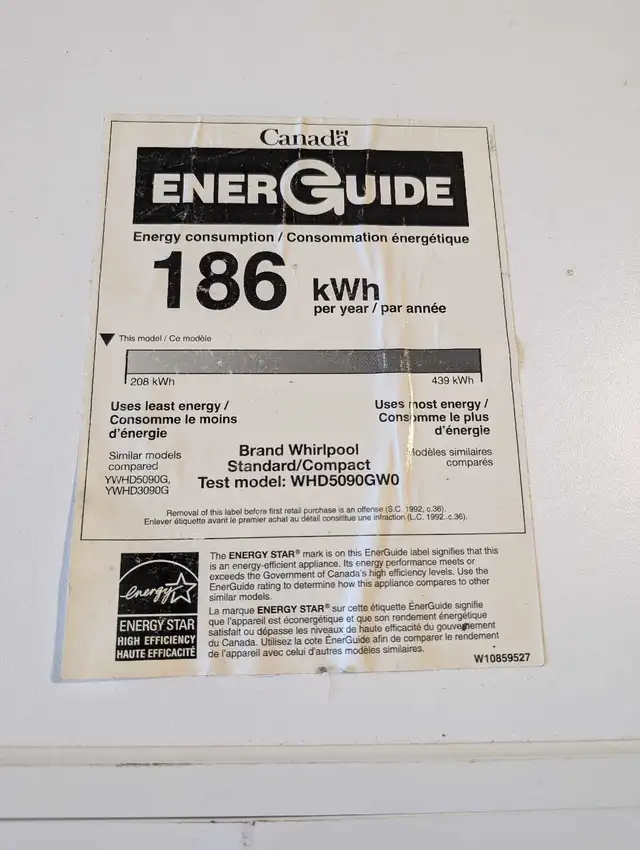 Canada
ENERGUIDE
Energy consumption / Consommation énergétique
186 kWh
per year / par année
This model / Ce modèle
208 kWh 439 kWh
Uses least energy / Uses most energy /
Consomme le moins Consomme le plus
d'énergie d'énergie
Similar models Modèles similaires
compared comparés
YWHD5090G,
YWHD3090G
Brand Whirlpool
Standard/Compact
Test model: WHD5090GW0
Removal of this label before first retail purchase is an offense (S.C. 1992, c.36).
Enlever étiquette avant le premier achat au détail constitue une infraction (L.C. 1992, c.36).
energy
ENERGY STAR
HIGH EFFICIENCY
HAUTE EFFICACITÉ
The ENERGY STAR® mark is on this EnerGuide label signifies that this
is an energy-efficient appliance. Its energy performance meets or
exceeds the Government of Canada's high efficiency levels. Use the
EnerGuide rating to determine how this appliance compares to other
similar models.
La marque ENERGY STAR® sur cette étiquette ÉnerGuide signifie
que l'appareil est éconergétique et que son rendement énergétique
satisfait ou dépasse les niveaux de haute efficacité du gouvernement
du Canada. Utilisez la cote ÉnerGuide afin de comparer le rendement
de l'appareil avec celui d'autres modèles similaires.
W10859527